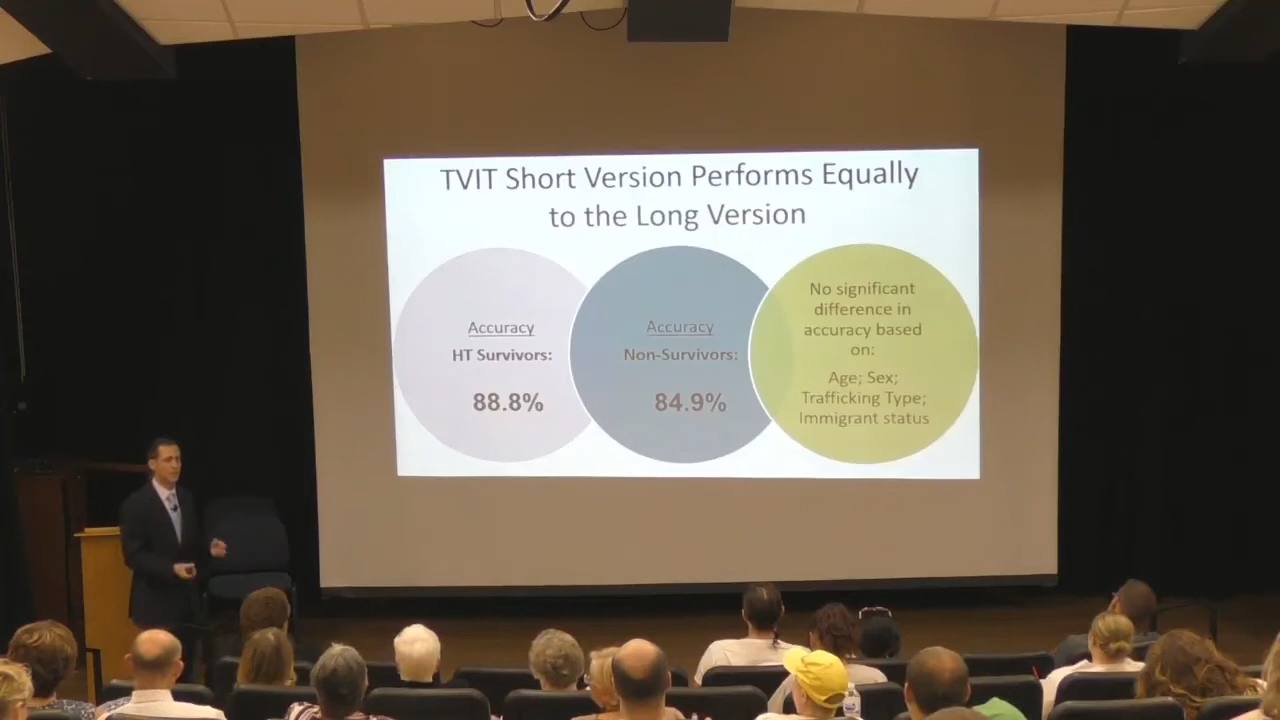 TVIT Short Version Performs Equally
to the Long Version
Accuracy
HT Survivors:
88.8%
Accuracy
Non-Survivors:
84.9%
No significant
difference in
accuracy based
on:
Age; Sex;
Trafficking Type;
Immigrant status